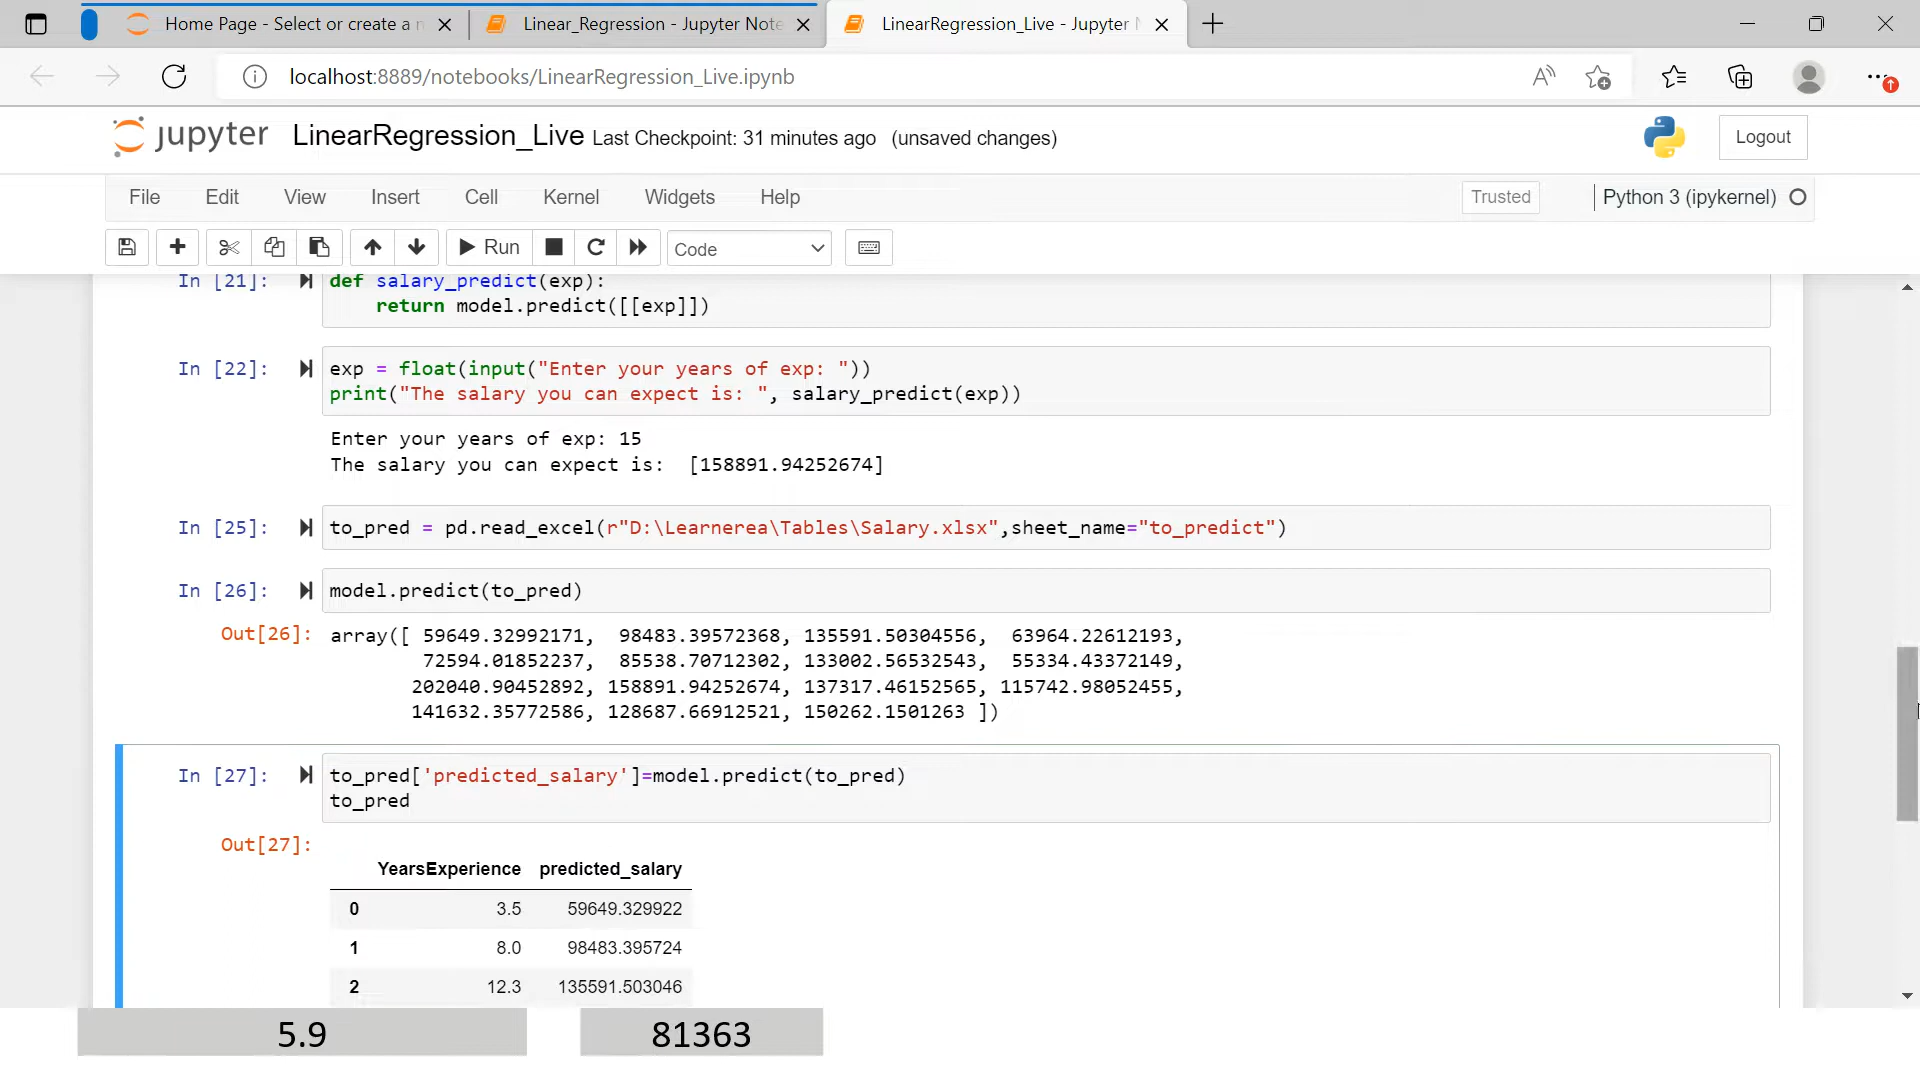 Home Page - Select or create a n
Linear_Regression - Jupyter Note
LinearRegression_Live - Jupyter N
localhost:8889/notebooks/LinearRegression_Live.ipynb
jupyter LinearRegression_Live Last Checkpoint: 31 minutes ago (unsaved changes)
Logout
File Edit View Insert Cell Kernel Widgets Help
Trusted
Python 3 (ipykernel)
Run
Code
In [21]: def salary_predict(exp):
return model.predict([[exp]])
In [22]: exp = float(input("Enter your years of exp: "))
print("The salary you can expect is: ", salary_predict(exp))
Enter your years of exp: 15
The salary you can expect is:  [158891.94252674]
In [25]: to_pred = pd.read_excel(r"D:\Learnerea\Tables\Salary.xlsx",sheet_name="to_predict")
In [26]: model.predict(to_pred)
Out[26]: array([ 59649.32992171,  98483.39572368, 135591.50304556,  63964.22612193,
72594.01852237,  85538.70712302, 133002.56532543,  55334.43372149,
202040.90452892, 158891.94252674, 137317.46152565, 115742.98052455,
141632.35772586, 128687.66912521, 150262.1501263 ])
In [27]: to_pred['predicted_salary']=model.predict(to_pred)
to_pred
Out[27]:
YearsExperience predicted_salary
0 3.5 59649.329922
1 8.0 98483.395724
2 12.3 135591.503046
5.9 81363